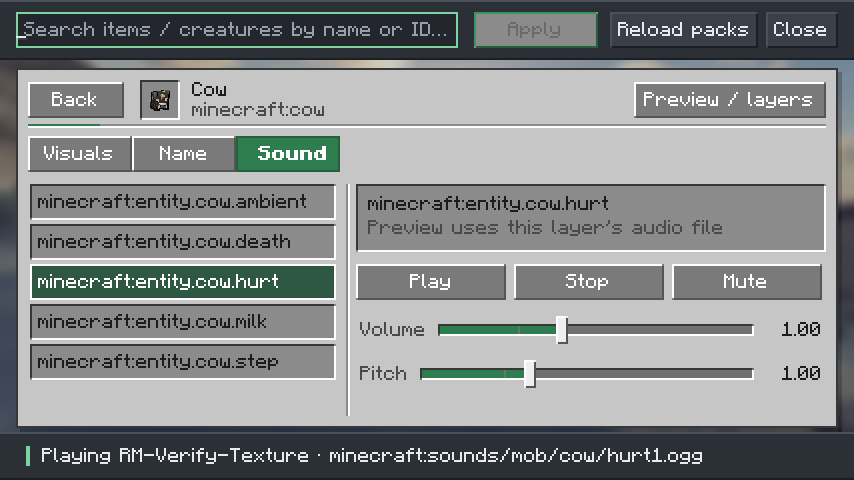 Search items / creatures by name or ID...
Apply
Reload packs
Close
Back
Cow
minecraft:cow
Preview / layers
Visuals
Name
Sound
minecraft:entity.cow.ambient
minecraft:entity.cow.death
minecraft:entity.cow.hurt
minecraft:entity.cow.milk
minecraft:entity.cow.step
minecraft:entity.cow.hurt
Preview uses this layer's audio file
Play
Stop
Mute
Volume
1.00
Pitch
1.00
Playing RM-Verify-Texture · minecraft:sounds/mob/cow/hurt1.ogg